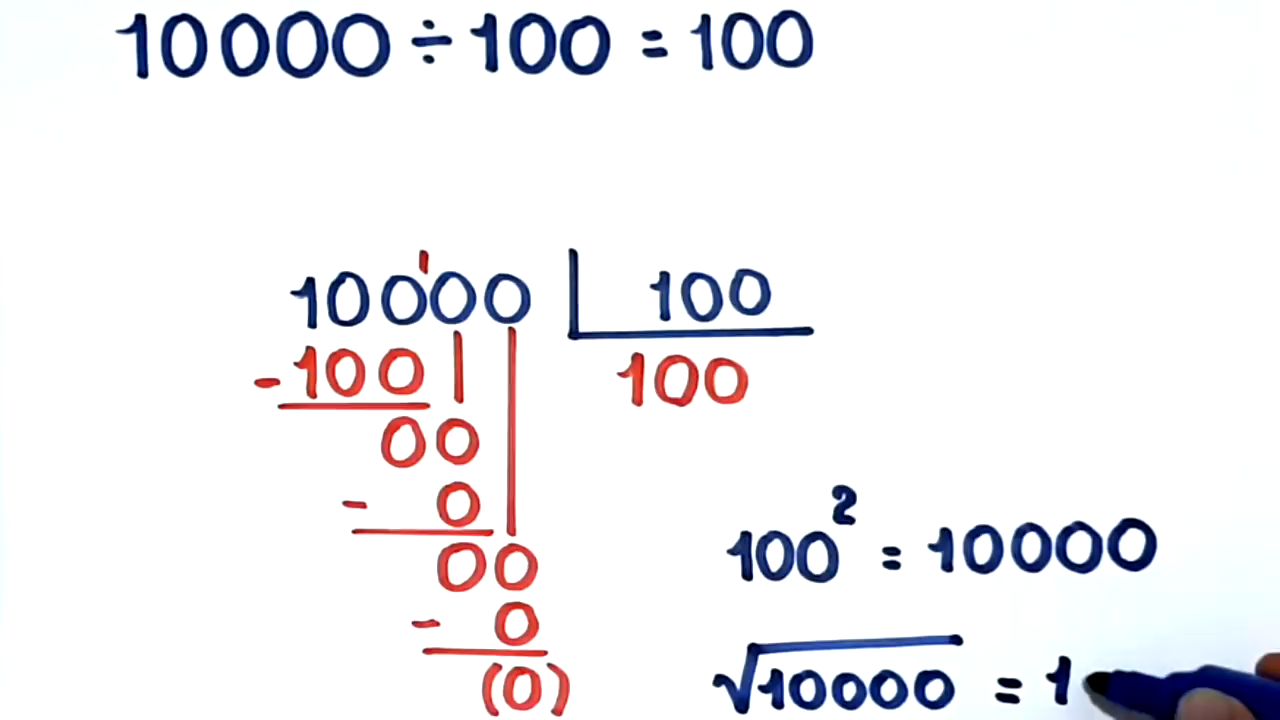 10000 ÷ 100 = 100
10000 100
- 100 100
00
- 0
00
- 0
(0)
100² = 10000
√10000 = 1